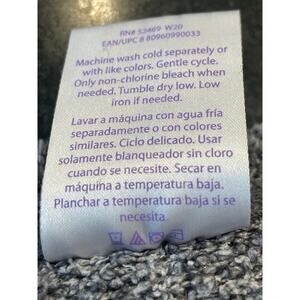 RN# 52469 W20
EAN/UPC # 80960990033
Machine wash cold separately or
with like colors. Gentle cycle.
Only non-chlorine bleach when
needed. Tumble dry low. Low
iron if needed.
Lavar a máquina con agua fría
separadamente o con colores
similares. Ciclo delicado. Usar
solamente blanqueador sin cloro
cuando se necesite. Secar en
máquina a temperatura baja.
Planchar a temperatura baja si se
necesita.